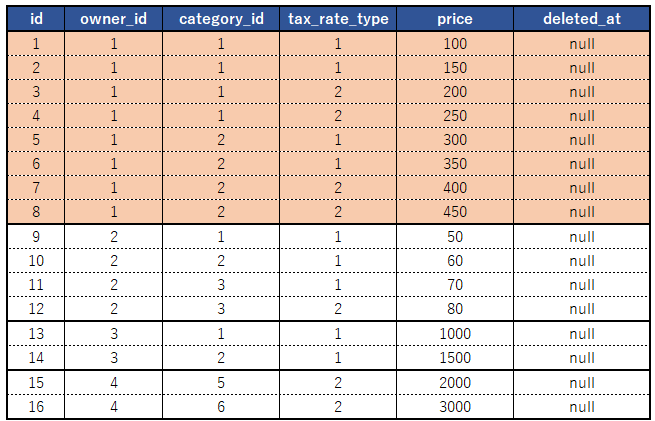 id owner_id category_id tax_rate_type price deleted_at
1 1 1 1 100 null
2 1 1 1 150 null
3 1 1 2 200 null
4 1 1 2 250 null
5 1 2 1 300 null
6 1 2 1 350 null
7 1 2 2 400 null
8 1 2 2 450 null
9 2 1 1 50 null
10 2 2 1 60 null
11 2 3 1 70 null
12 2 3 2 80 null
13 3 1 1 1000 null
14 3 2 1 1500 null
15 4 5 2 2000 null
16 4 6 2 3000 null